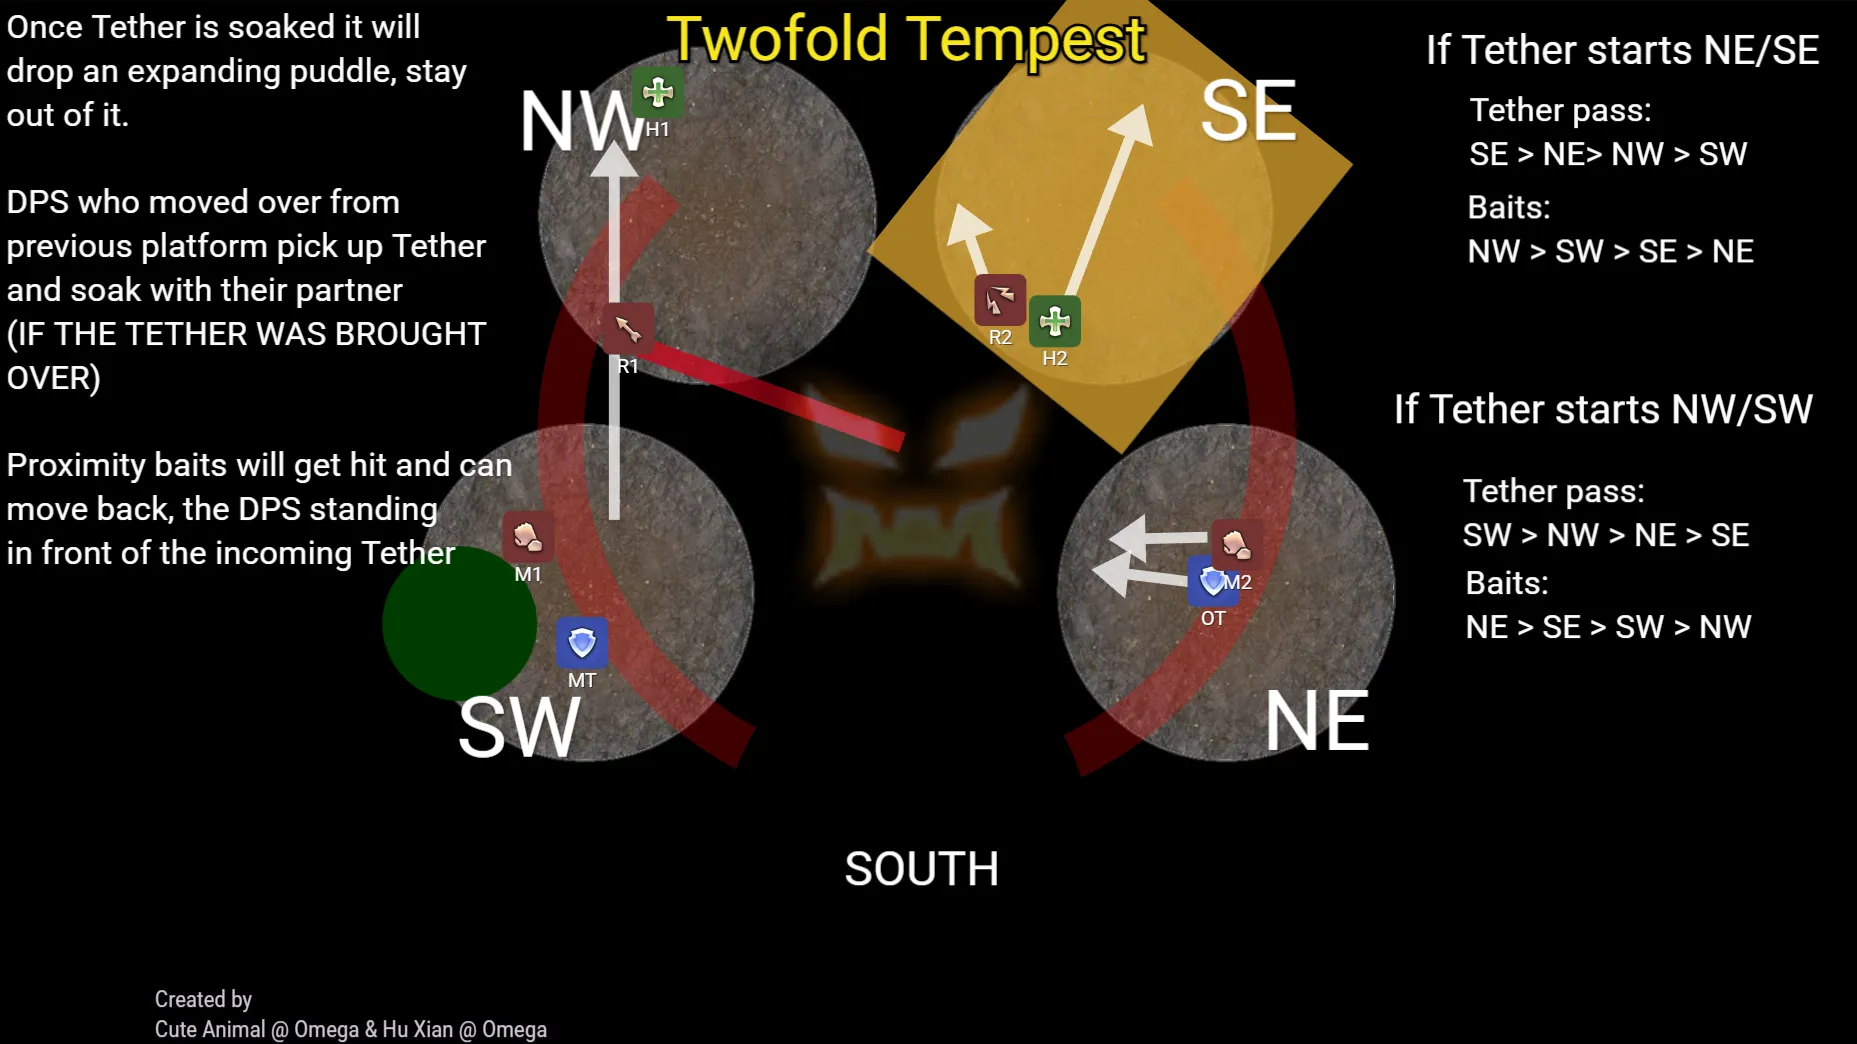 Twofold Tempest
Once Tether is soaked it will
drop an expanding puddle, stay
out of it.
DPS who moved over from
previous platform pick up Tether
and soak with their partner
(IF THE TETHER WAS BROUGHT
OVER)
Proximity baits will get hit and can
move back, the DPS standing
in front of the incoming Tether
NW
H1
R1
SE
R2
H2
M1
MT
SW
M2
OT
NE
SOUTH
If Tether starts NE/SE
Tether pass:
SE > NE> NW > SW
Baits:
NW > SW > SE > NE
If Tether starts NW/SW
Tether pass:
SW > NW > NE > SE
Baits:
NE > SE > SW > NW
Created by
Cute Animal @ Omega & Hu Xian @ Omega